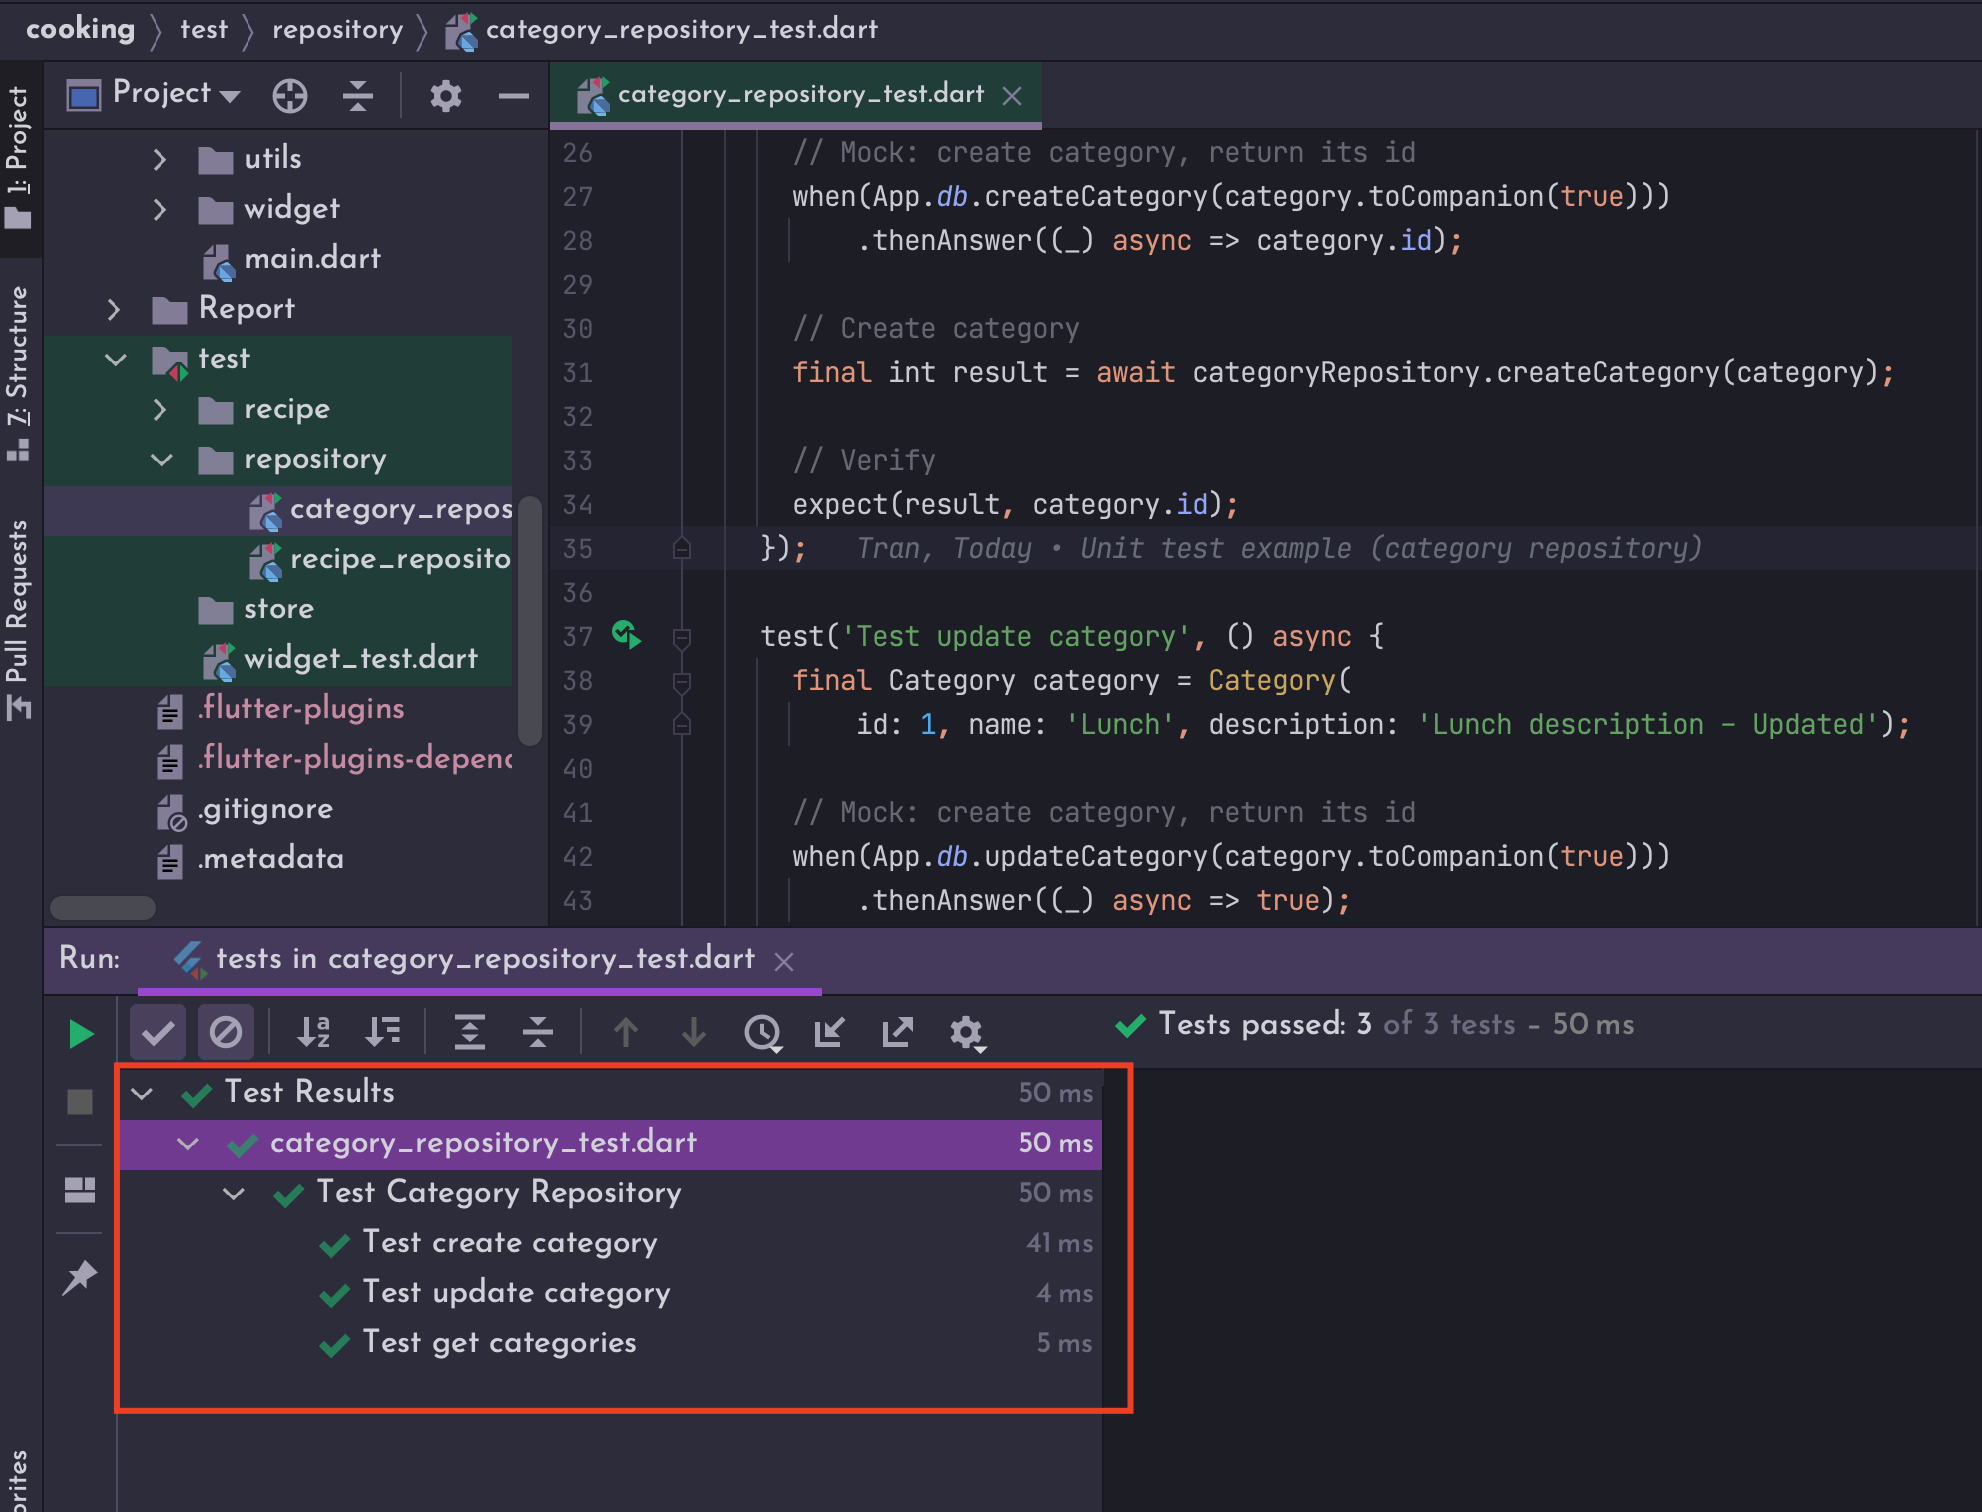 cooking test repository category_repository_test.dart
1: Project
7: Structure
Pull Requests
Project
utils
widget
main.dart
Report
test
recipe
repository
category_repos
recipe_reposito
store
widget_test.dart
.flutter-plugins
.flutter-plugins-depend
.gitignore
.metadata
category_repository_test.dart
26 // Mock: create category, return its id
27 when(App.db.createCategory(category.toCompanion(true)))
28 .thenAnswer((_) async => category.id);
29
30 // Create category
31 final int result = await categoryRepository.createCategory(category);
32
33 // Verify
34 expect(result, category.id);
35 }); Tran, Today • Unit test example (category repository)
36
37 test('Test update category', () async {
38 final Category category = Category(
39 id: 1, name: 'Lunch', description: 'Lunch description - Updated');
40
41 // Mock: create category, return its id
42 when(App.db.updateCategory(category.toCompanion(true)))
43 .thenAnswer((_) async => true);
Run: tests in category_repository_test.dart
Tests passed: 3 of 3 tests – 50 ms
Test Results 50 ms
category_repository_test.dart 50 ms
Test Category Repository 50 ms
Test create category 41 ms
Test update category 4 ms
Test get categories 5 ms
orites